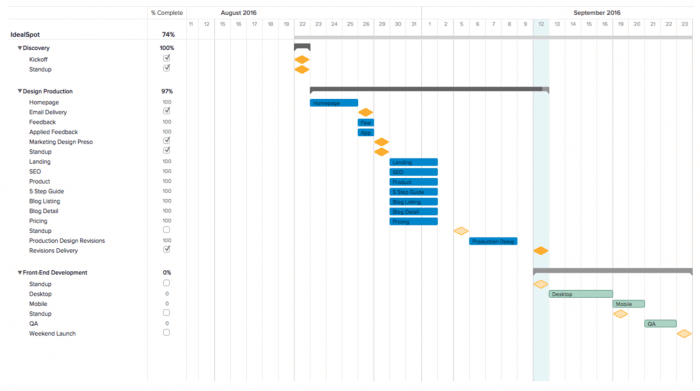 % Complete August 2016 September 2016
11 12 15 16 17 18 19 22 23 24 25 26 29 30 31 1 2 5 6 7 8 9 12 13 14 15 16 19 20 21 22 23
IdealSpot 74%
Discovery 100%
Kickoff
Standup
Design Production 97%
Homepage 100 Homepage
Email Delivery
Feedback 100 Fee
Applied Feedback 100 App
Marketing Design Preso
Standup
Landing 100 Landing
SEO 100 SEO
Product 100 Product
5 Step Guide 100 5 Step Guide
Blog Listing 100 Blog Listing
Blog Detail 100 Blog Detail
Pricing 100 Pricing
Standup
Production Design Revisions 100 Production Desig
Revisions Delivery
Front-End Development 0%
Standup
Desktop 0 Desktop
Mobile 0 Mobile
Standup
QA 0 QA
Weekend Launch